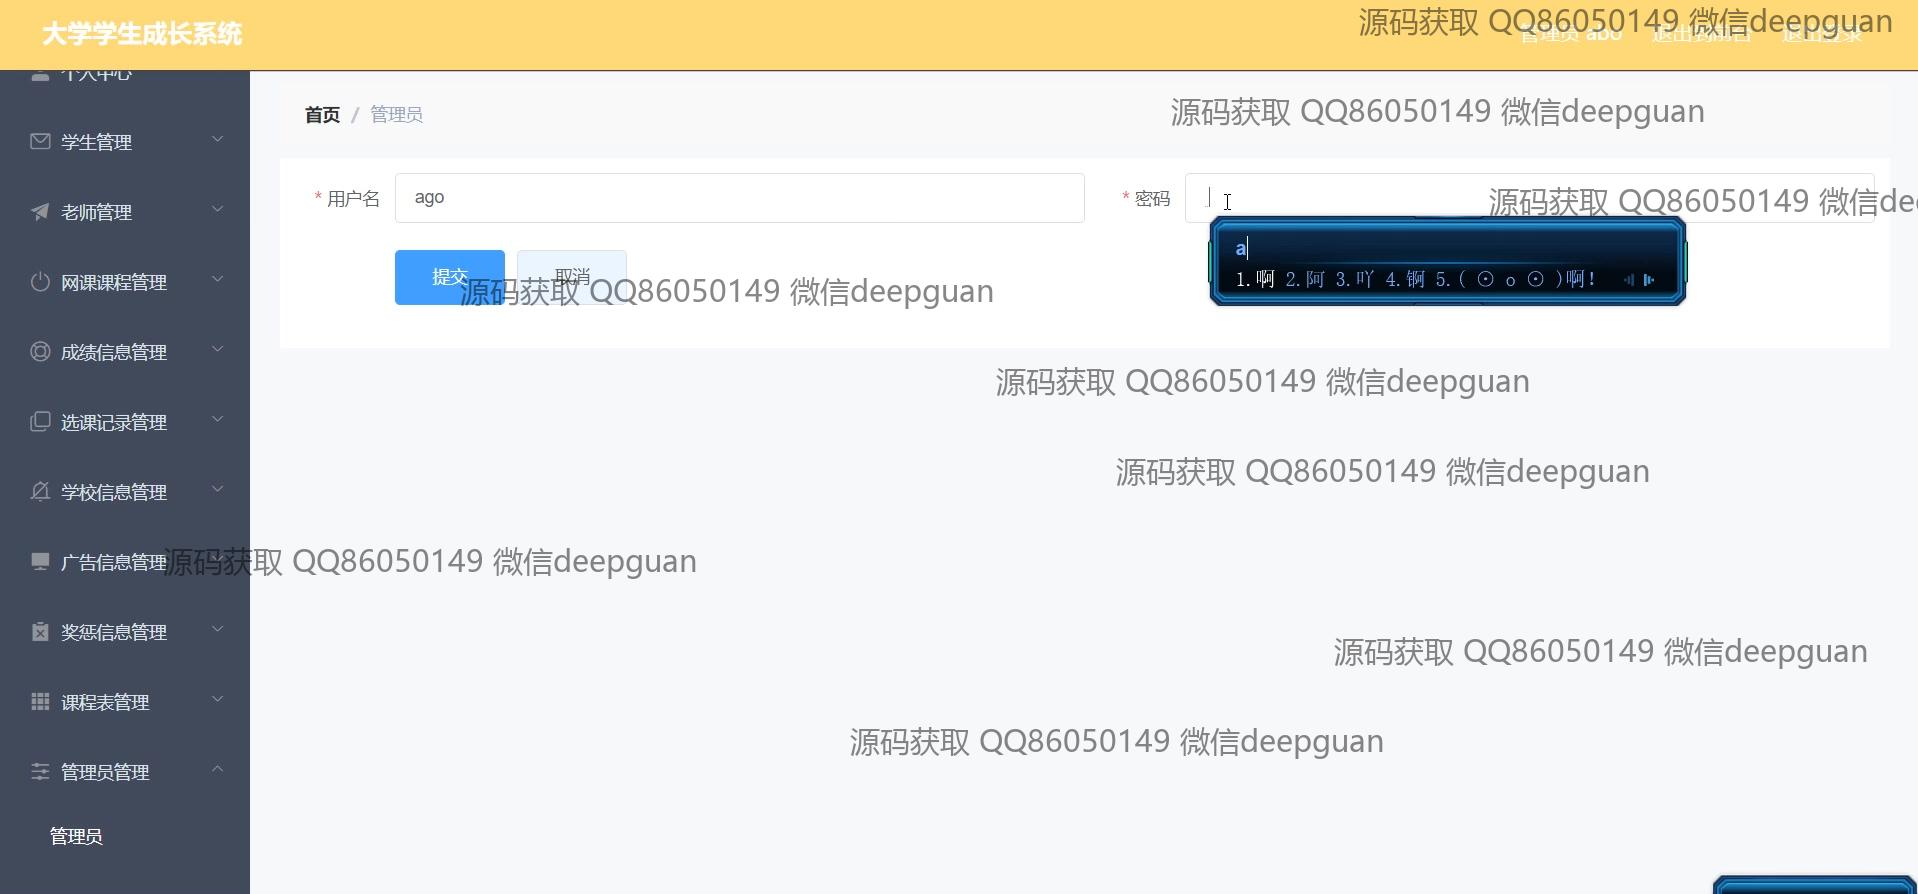 大学学生成长系统
源码获取 QQ86050149 微信deepguan
管理员 abo 退出到前台 退出登录
个人中心
首页 / 管理员
源码获取 QQ86050149 微信deepguan
学生管理
* 用户名 ago * 密码
源码获取 QQ86050149 微信de
老师管理
a
提交 取消
1.啊 2.阿 3.吖 4.锕 5.( ⊙ o ⊙ )啊!
源码获取 QQ86050149 微信deepguan
网课课程管理
成绩信息管理
源码获取 QQ86050149 微信deepguan
选课记录管理
源码获取 QQ86050149 微信deepguan
学校信息管理
广告信息管理
源码获取 QQ86050149 微信deepguan
奖惩信息管理
源码获取 QQ86050149 微信deepguan
课程表管理
源码获取 QQ86050149 微信deepguan
管理员管理
管理员